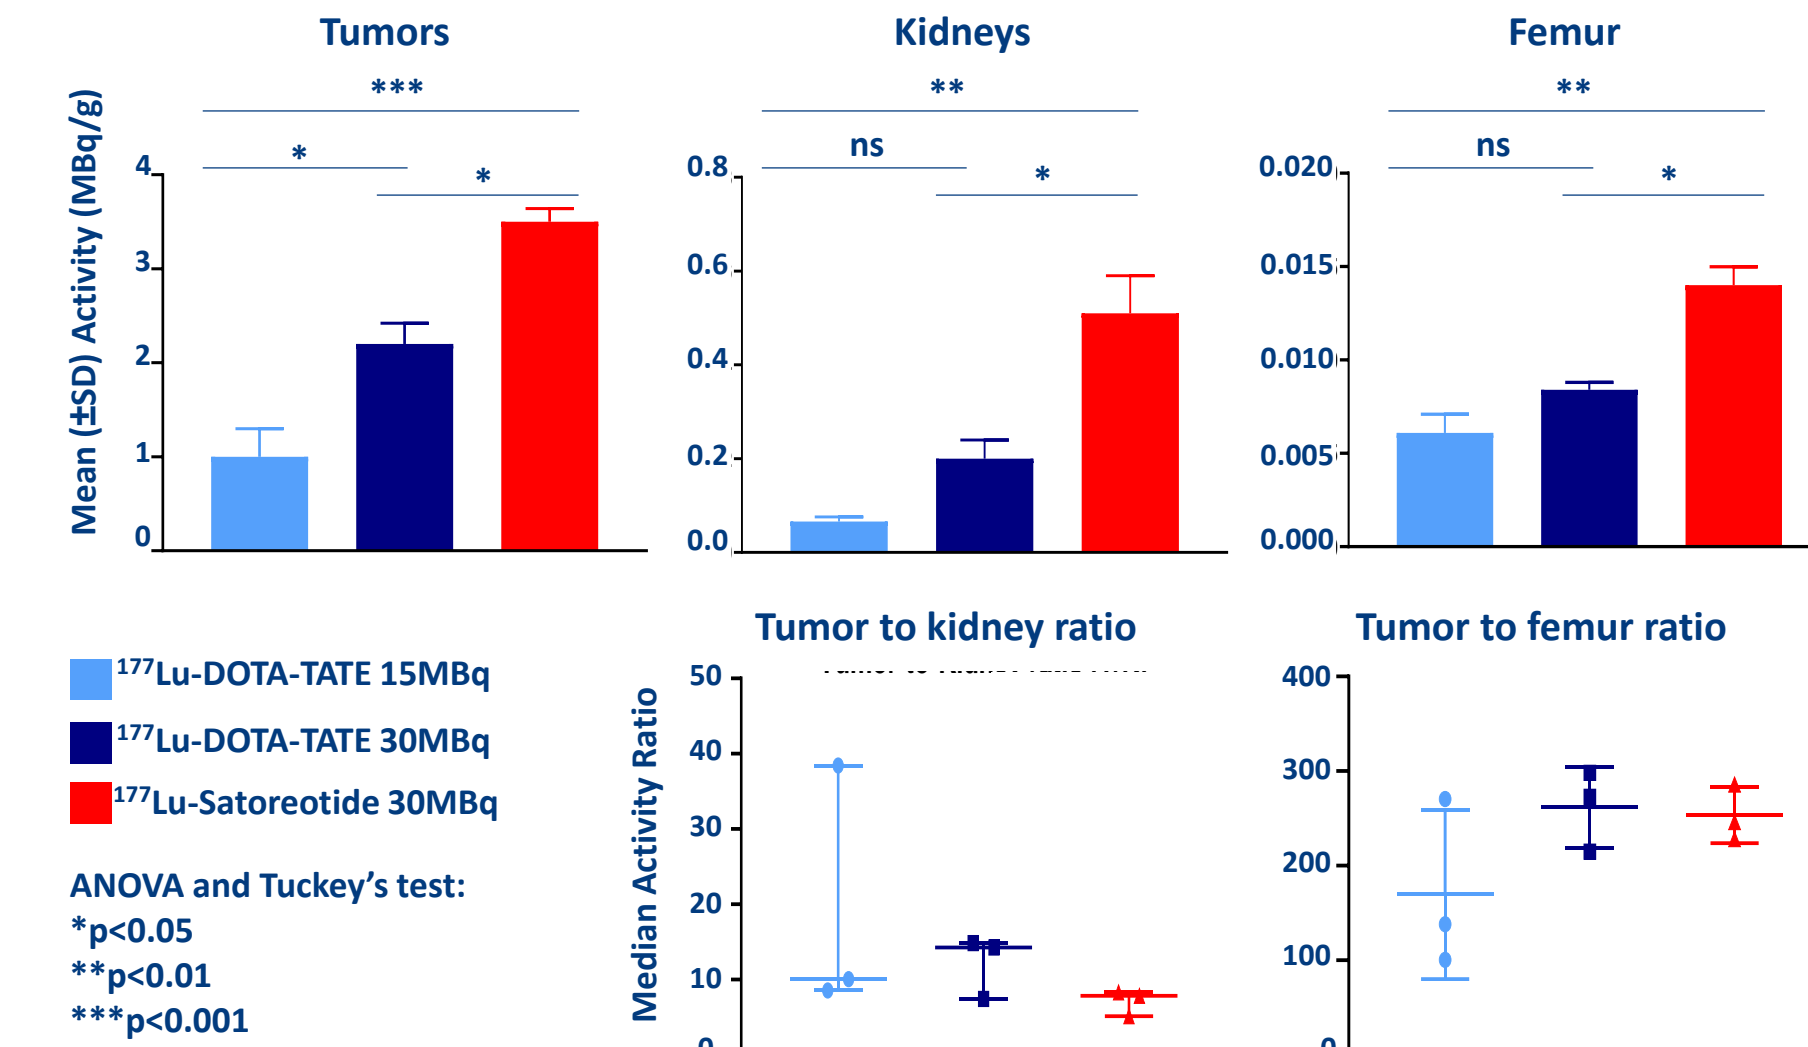 Tumors
Kidneys
Femur
***
**
**
*
ns
ns
*
*
*
Mean (±SD) Activity (MBq/g)
4
3
2
1
0
0.8
0.6
0.4
0.2
0.0
0.020
0.015
0.010
0.005
0.000
Tumor to kidney ratio
Tumor to femur ratio
177Lu-DOTA-TATE 15MBq
177Lu-DOTA-TATE 30MBq
177Lu-Satoreotide 30MBq
ANOVA and Tuckey’s test:
*p<0.05
**p<0.01
***p<0.001
Median Activity Ratio
50
40
30
20
10
0
400
300
200
100
0